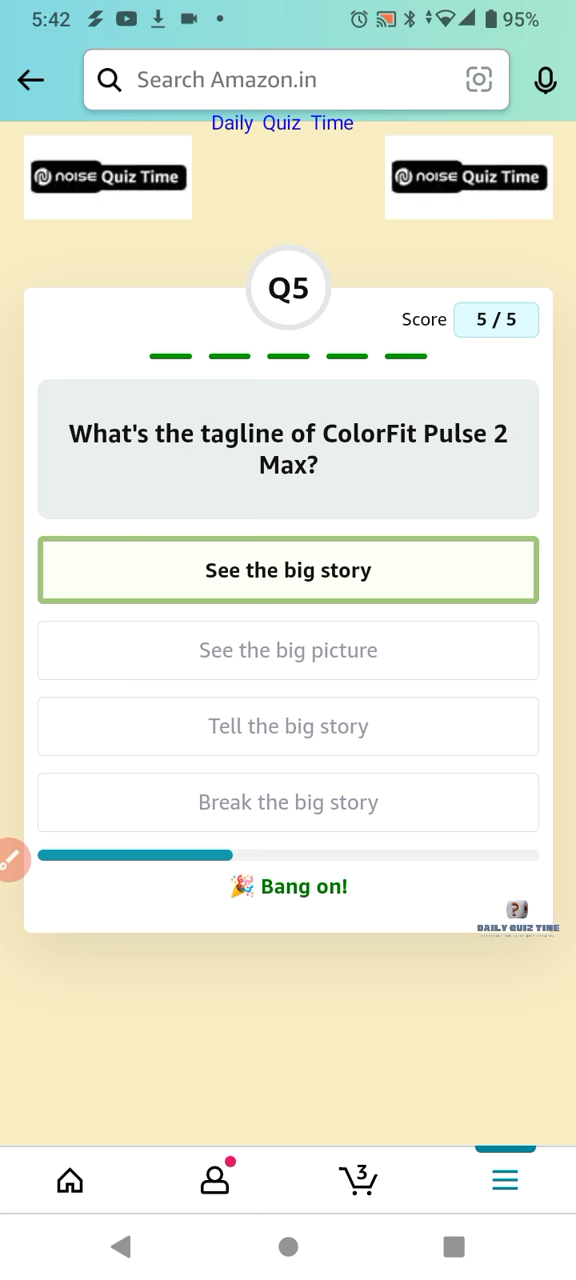 5:42
95%
Search Amazon.in
Daily Quiz Time
noise Quiz Time
noise Quiz Time
Q5
Score 5 / 5
What's the tagline of ColorFit Pulse 2
Max?
See the big story
See the big picture
Tell the big story
Break the big story
🎉 Bang on!
?
DAILY QUIZ TIME
3